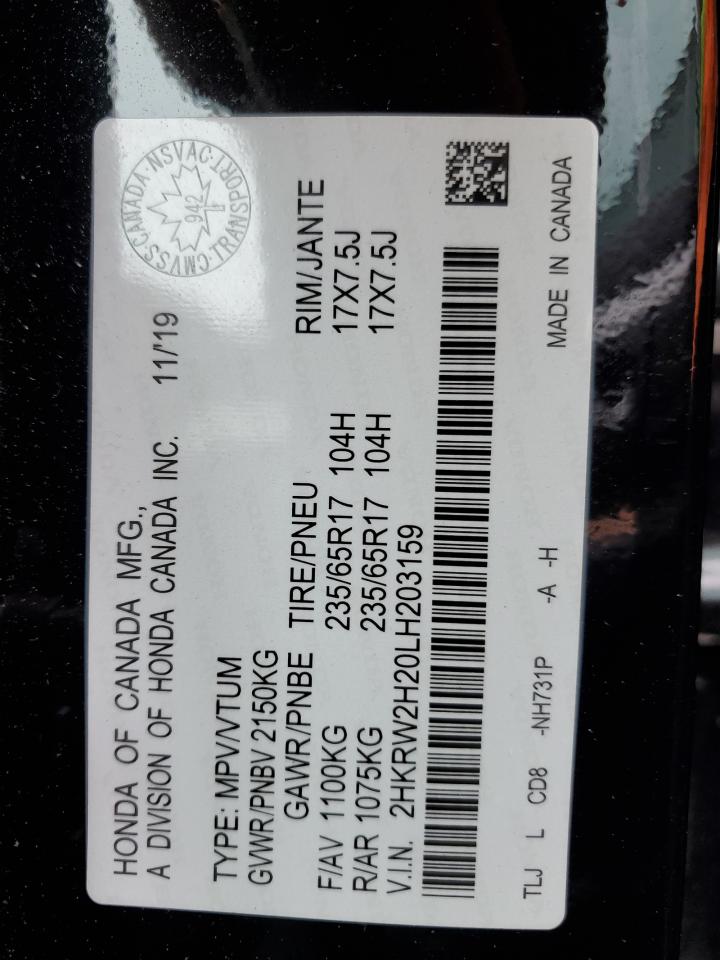 HONDA OF CANADA MFG.,
A DIVISION OF HONDA CANADA INC. 11/'19
CMVSS·CANADA·NSVAC·TRANSPORT
942
TYPE: MPV/VTUM
GVWR/PNBV 2150KG
GAWR/PNBE TIRE/PNEU RIM/JANTE
F/AV 1100KG 235/65R17 104H 17X7.5J
R/AR 1075KG 235/65R17 104H 17X7.5J
V.I.N. 2HKRW2H20LH203159
TLJ L CD8 -NH731P -A -H MADE IN CANADA